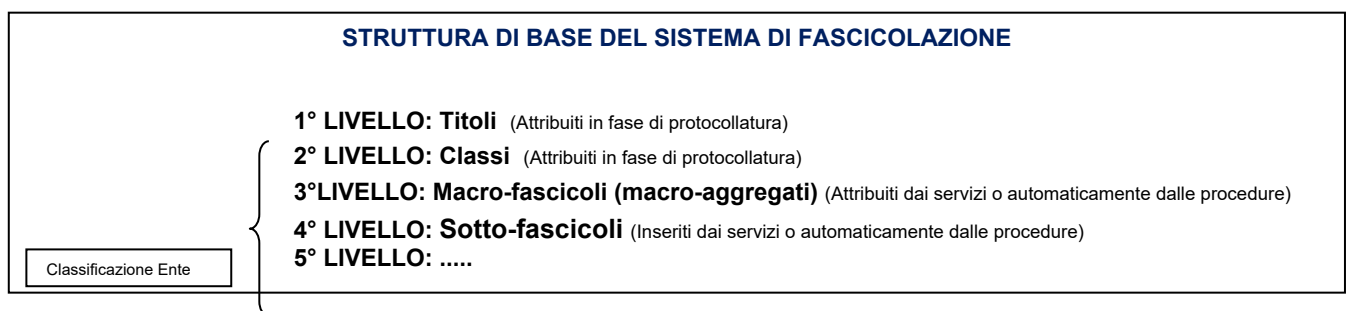 STRUTTURA DI BASE DEL SISTEMA DI FASCICOLAZIONE
1° LIVELLO: Titoli (Attribuiti in fase di protocollatura)
2° LIVELLO: Classi (Attribuiti in fase di protocollatura)
3°LIVELLO: Macro-fascicoli (macro-aggregati) (Attribuiti dai servizi o automaticamente dalle procedure)
4° LIVELLO: Sotto-fascicoli (Inseriti dai servizi o automaticamente dalle procedure)
5° LIVELLO: .....
Classificazione Ente